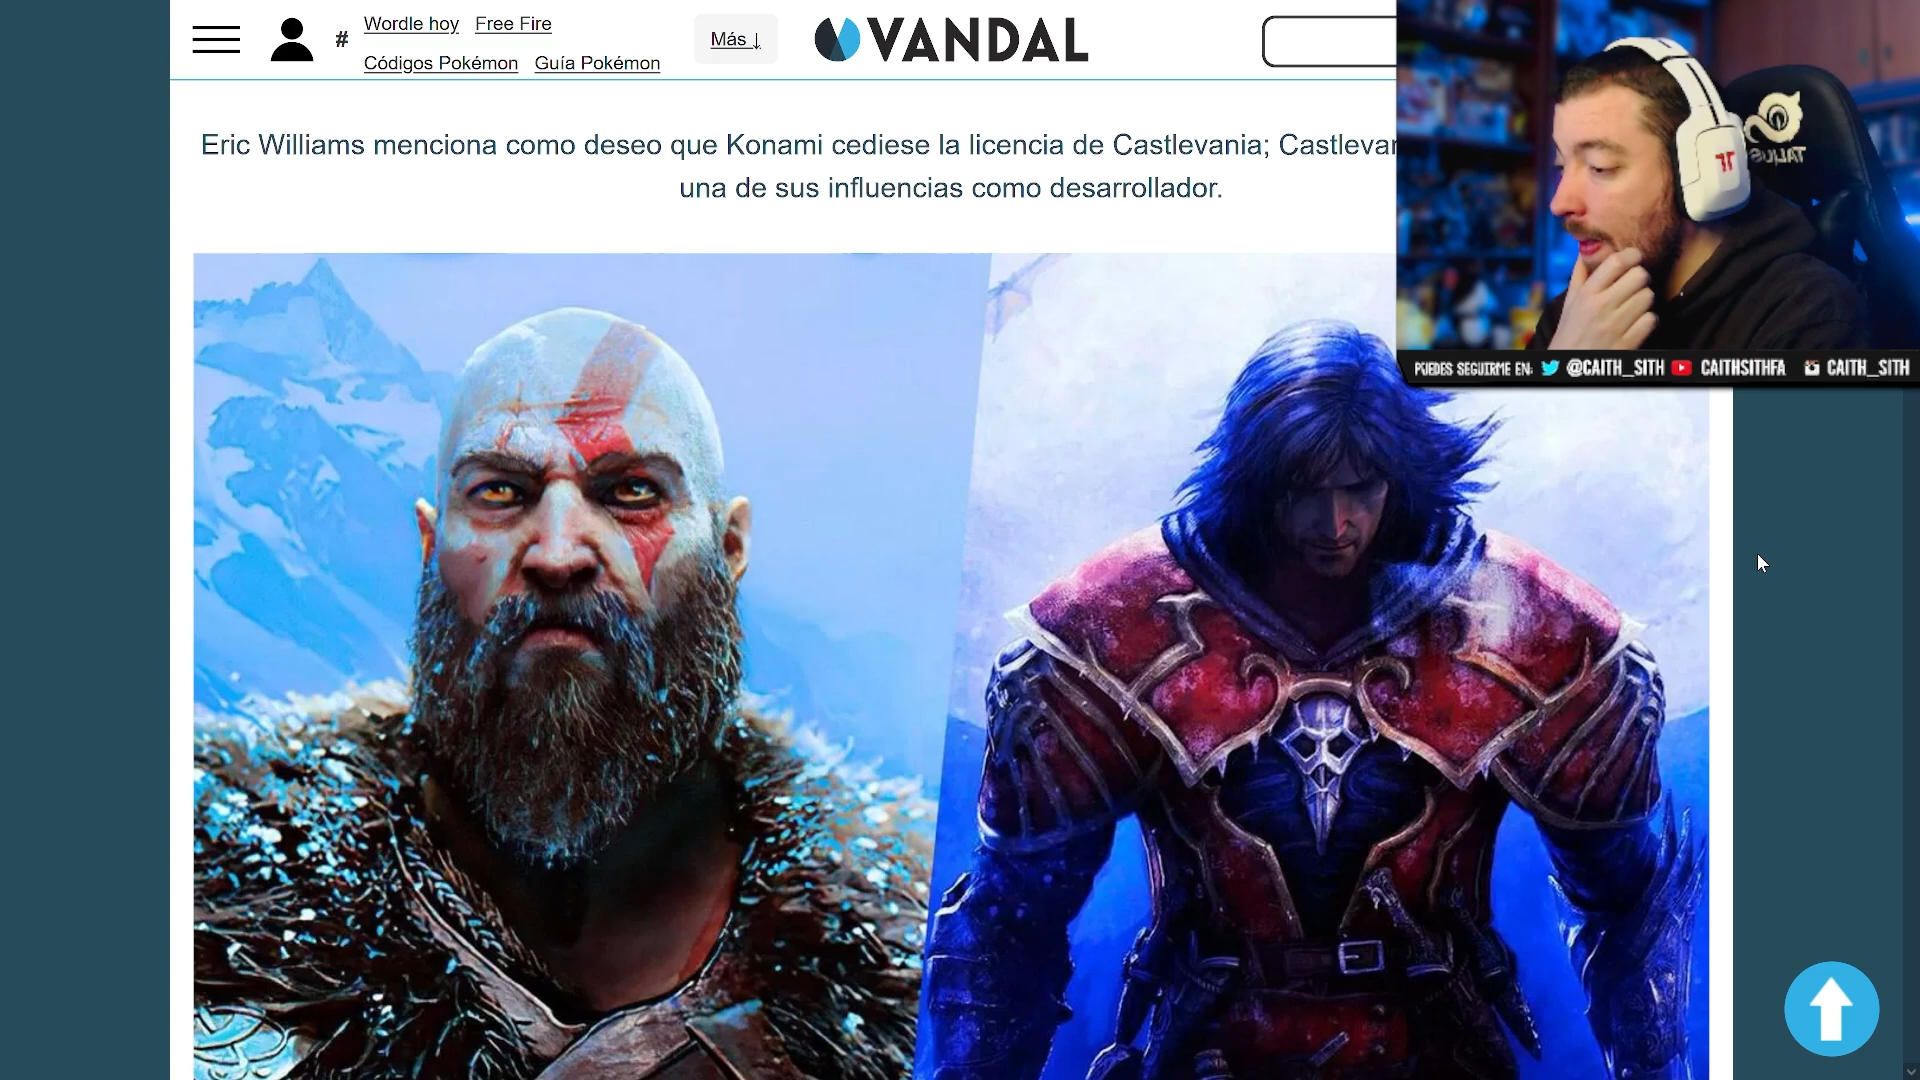 Wordle hoy Free Fire
#
Códigos Pokémon Guía Pokémon
Más ↓
VANDAL
Eric Williams menciona como deseo que Konami cediese la licencia de Castlevania;
una de sus influencias como desarrollador.
PUEDES SEGUIRME EN: @CAITH_SITH CAITHSITHFA CAITH_SITH